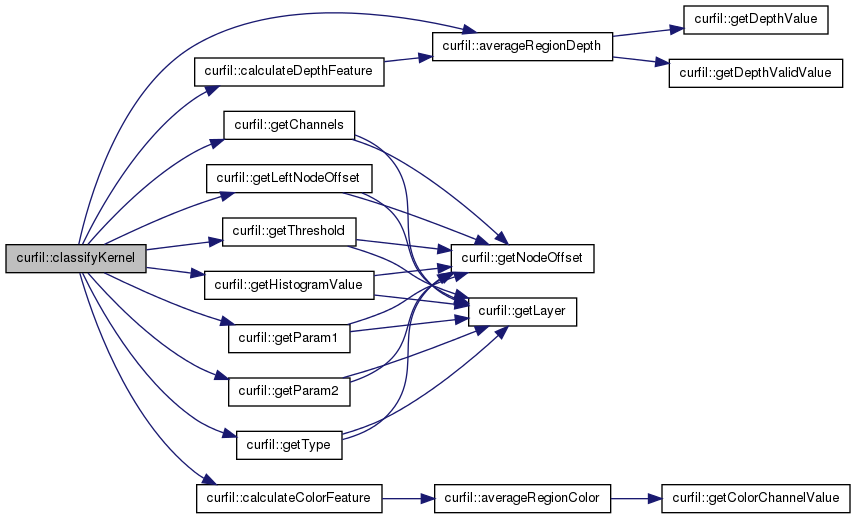 curfil::classifyKernel
curfil::calculateDepthFeature
curfil::getChannels
curfil::getLeftNodeOffset
curfil::getThreshold
curfil::getHistogramValue
curfil::getParam1
curfil::getParam2
curfil::getType
curfil::calculateColorFeature
curfil::averageRegionDepth
curfil::getNodeOffset
curfil::getLayer
curfil::averageRegionColor
curfil::getDepthValue
curfil::getDepthValidValue
curfil::getColorChannelValue